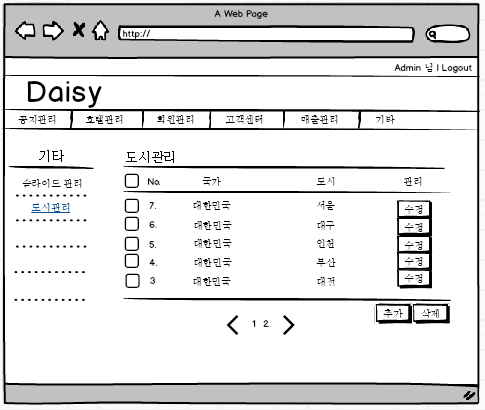 A Web Page
http://
Admin 님 | Logout
Daisy
공지관리 호텔관리 회원관리 고객센터 매출관리 기타
기타
슬라이드 관리
도시관리
도시관리
No. 국가 도시 관리
7. 대한민국 서울 수정
6. 대한민국 대구 수정
5. 대한민국 인천 수정
4. 대한민국 부산 수정
3 대한민국 대전 수정
추가 삭제
1 2